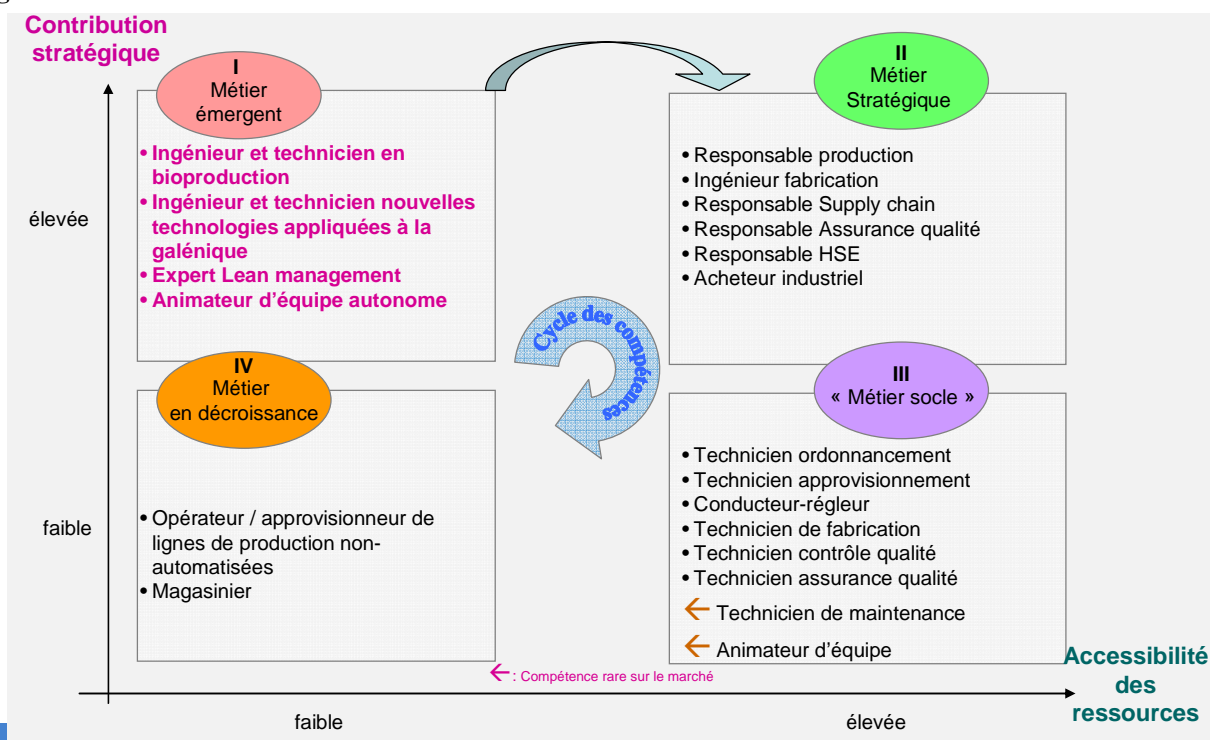 Contribution
stratégique
I
Métier
émergent
• Ingénieur et technicien en
bioproduction
• Ingénieur et technicien nouvelles
technologies appliquées à la
galénique
• Expert Lean management
• Animateur d'équipe autonome
II
Métier
Stratégique
• Responsable production
• Ingénieur fabrication
• Responsable Supply chain
• Responsable Assurance qualité
• Responsable HSE
• Acheteur industriel
élevée
Cycle des compétences
IV
Métier
en décroissance
• Opérateur / approvisionneur de
lignes de production non-
automatisées
• Magasinier
III
« Métier socle »
• Technicien ordonnancement
• Technicien approvisionnement
• Conducteur-régleur
• Technicien de fabrication
• Technicien contrôle qualité
• Technicien assurance qualité
← Technicien de maintenance
← Animateur d'équipe
faible
← : Compétence rare sur le marché
Accessibilité
des
ressources
faible
élevée